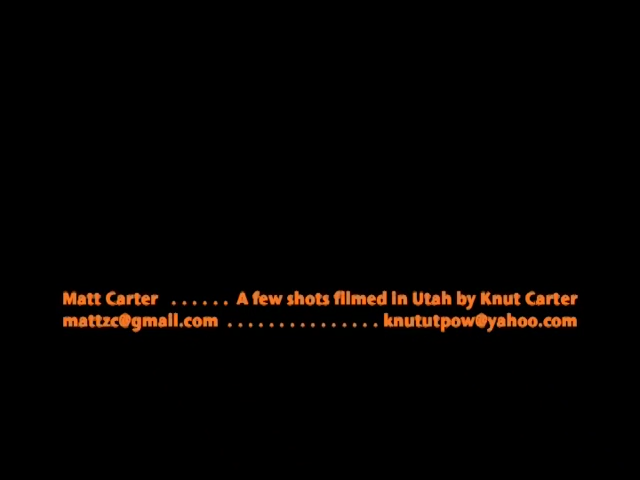 Matt Carter . . . . . . A few shots filmed in Utah by Knut Carter
mattzc@gmail.com . . . . . . . . . . . . . . . knututpow@yahoo.com